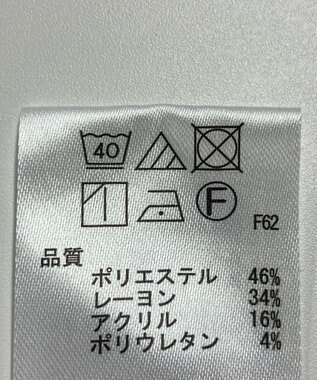 40
F
F62
品質
ポリエステル 46%
レーヨン 34%
アクリル 16%
ポリウレタン 4%